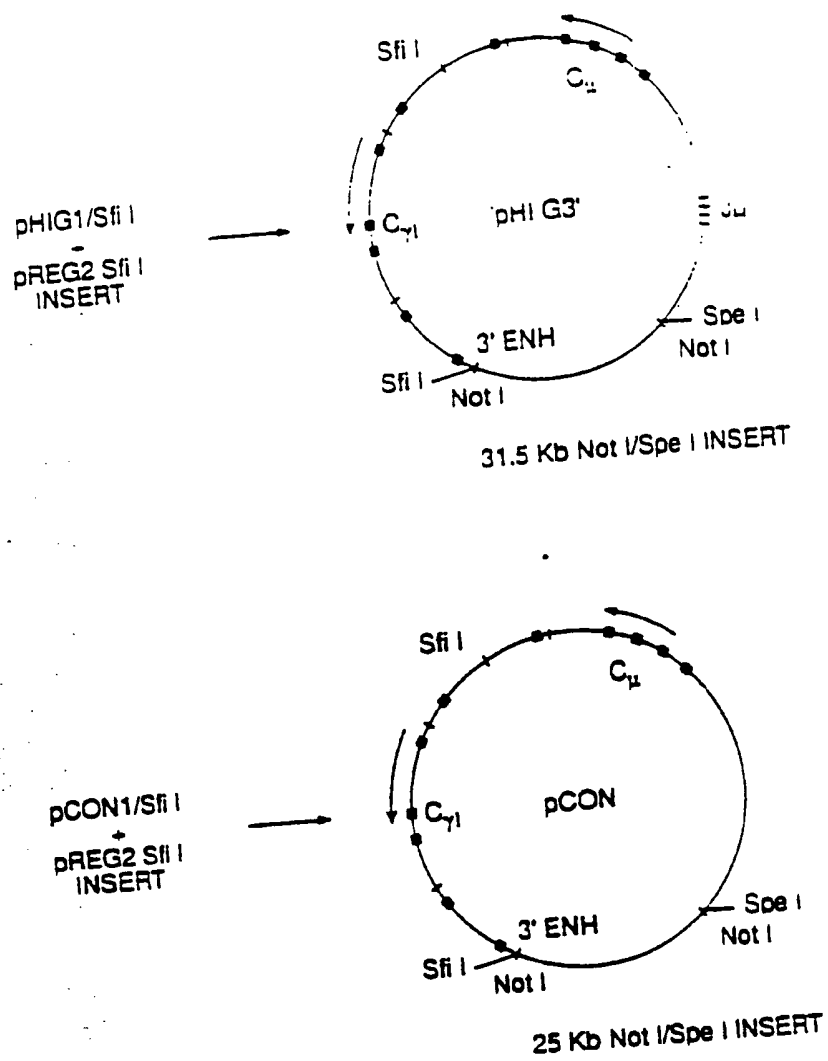 Sfi I
Cμ
pHIG1/Sfi I
+
pREG2 Sfi I
INSERT
pHI G3'
Cγ1
Spe I
Not I
3' ENH
Sfi I
Not I
31.5 Kb Not I/Spe I INSERT
Sfi I
Cμ
pCON1/Sfi I
+
pREG2 Sfi I
INSERT
pCON
Cγ1
Spe I
Not I
3' ENH
Sfi I
Not I
25 Kb Not I/Spe I INSERT